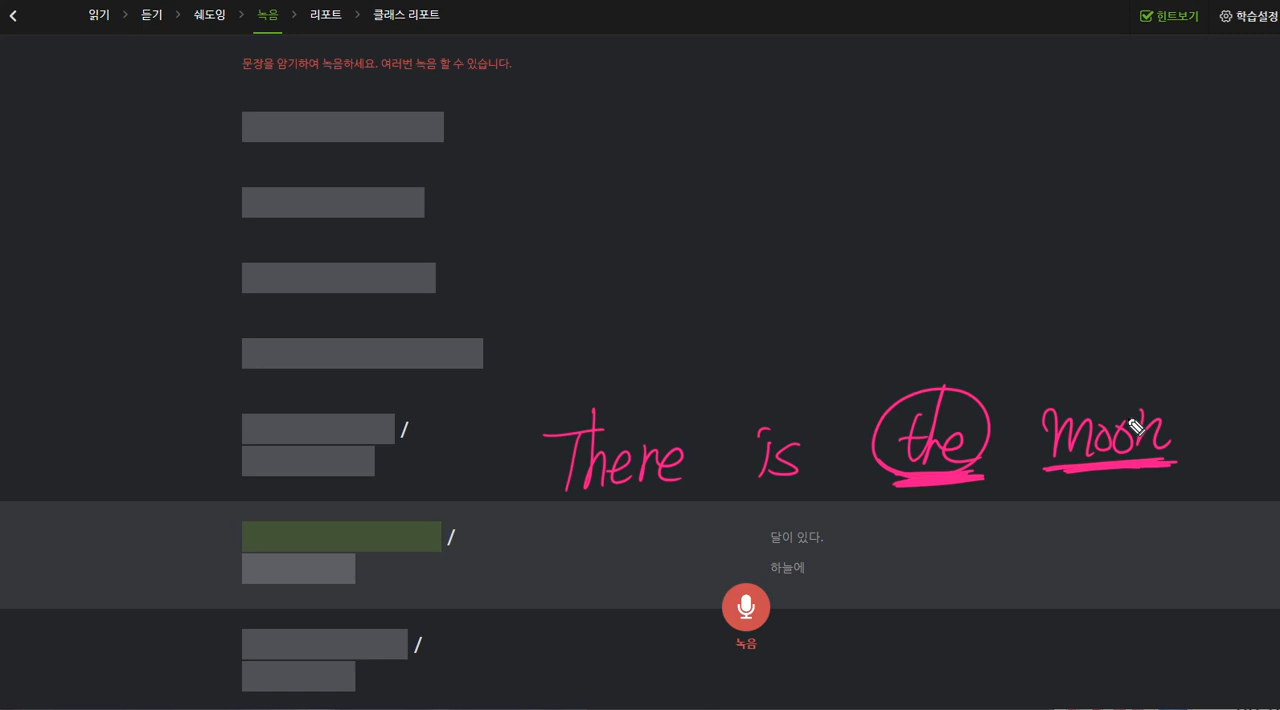 읽기 > 듣기 > 쉐도잉 > 녹음 > 리포트 > 클래스 리포트 힌트보기 학습설정
문장을 암기하여 녹음하세요. 여러번 녹음 할 수 있습니다.
/
There is the moon
/ 달이 있다.
하늘에
녹음
/